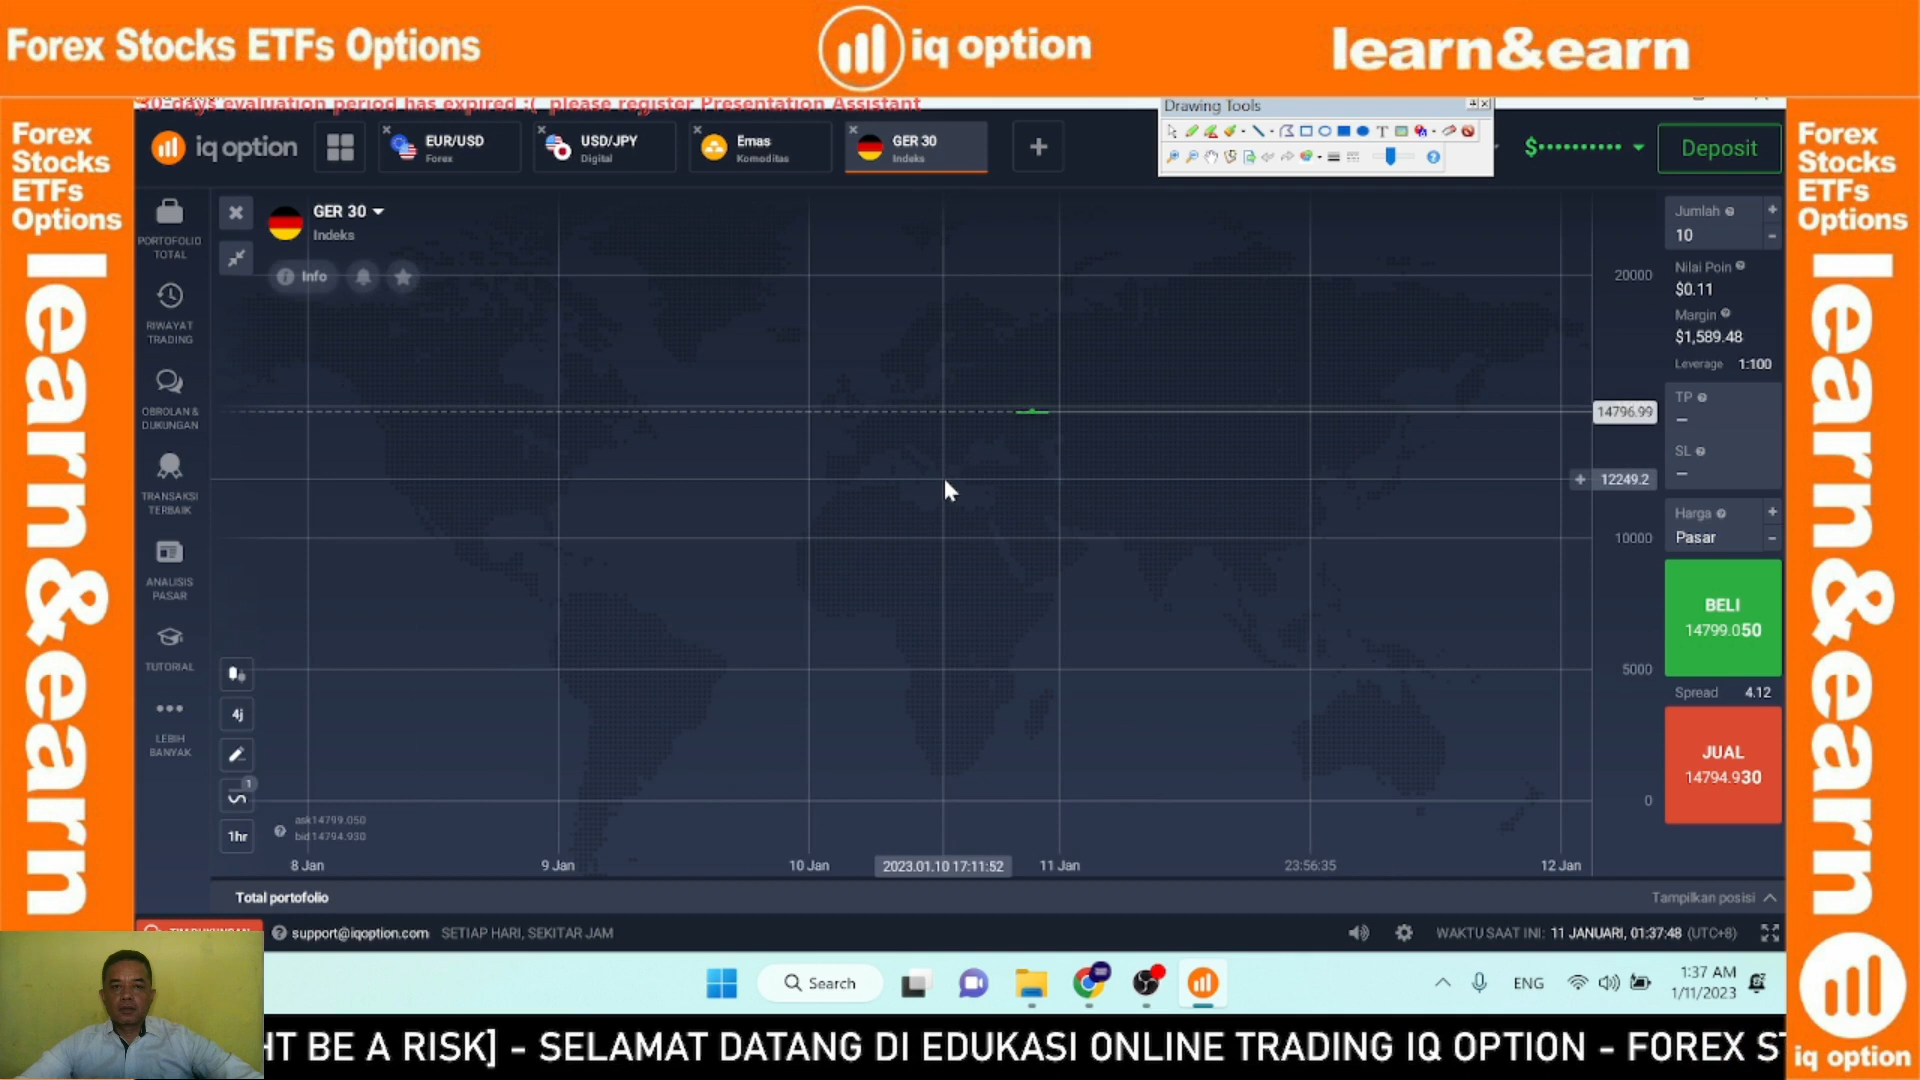 Forex Stocks ETFs Options
iq option
learn&earn
30-days evaluation period has expired :( please register Presentation Assistant
Drawing Tools
Forex
Stocks
ETFs
Options
learn&earn
iq option
EUR/USD
Forex
USD/JPY
Digital
Emas
Komoditas
GER 30
Indeks
+
$
Deposit
Forex
Stocks
ETFs
Options
learn&earn
iq option
PORTOFOLIO
TOTAL
RIWAYAT
TRADING
OBROLAN &
DUKUNGAN
TRANSAKSI
TERBAIK
ANALISIS
PASAR
TUTORIAL
LEBIH
BANYAK
GER 30
Indeks
Info
4j
1
1hr
ask14799.050
bid14794.930
20000
14796.99
+ 12249.2
10000
5000
0
8 Jan
9 Jan
10 Jan
2023.01.10 17:11:52
11 Jan
23:56:35
12 Jan
Jumlah
+
10
-
Nilai Poin
$0.11
Margin
$1,589.48
Leverage 1:100
TP
–
SL
–
Harga
+
Pasar
-
BELI
14799.050
Spread 4.12
JUAL
14794.930
Total portofolio
Tampilkan posisi
support@iqoption.com SETIAP HARI, SEKITAR JAM
WAKTU SAAT INI: 11 JANUARI, 01:37:48 (UTC+8)
Search
ENG
1:37 AM
1/11/2023
HT BE A RISK] - SELAMAT DATANG DI EDUKASI ONLINE TRADING IQ OPTION - FOREX S